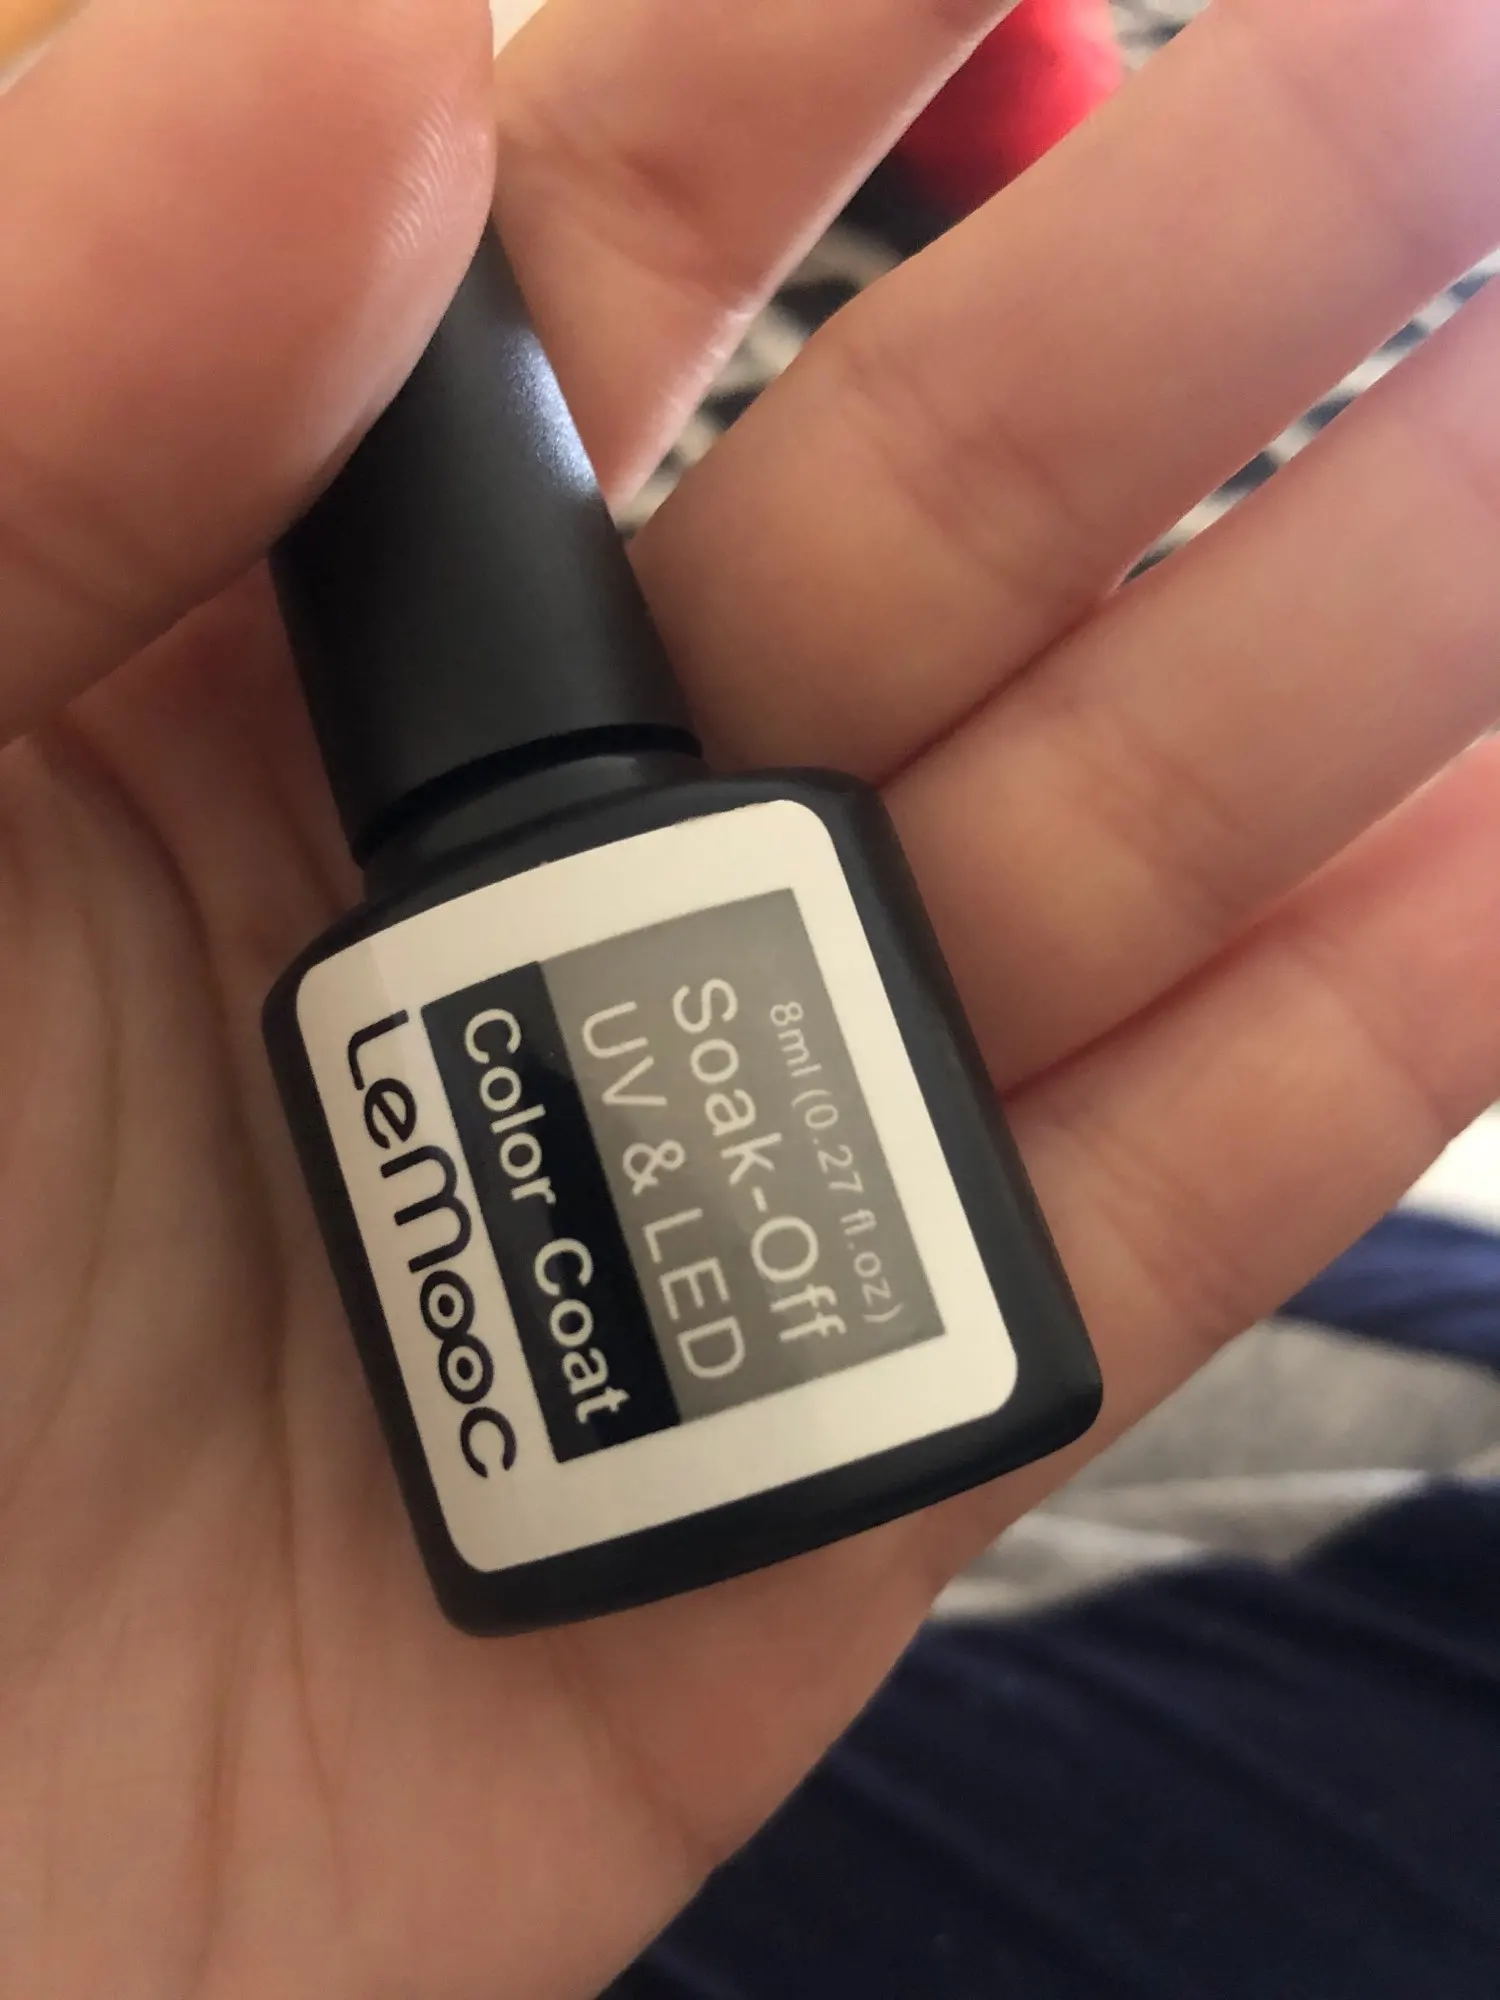 8ml (0.27 fl.oz)
Soak-Off
UV & LED
Color Coat
LeMooc